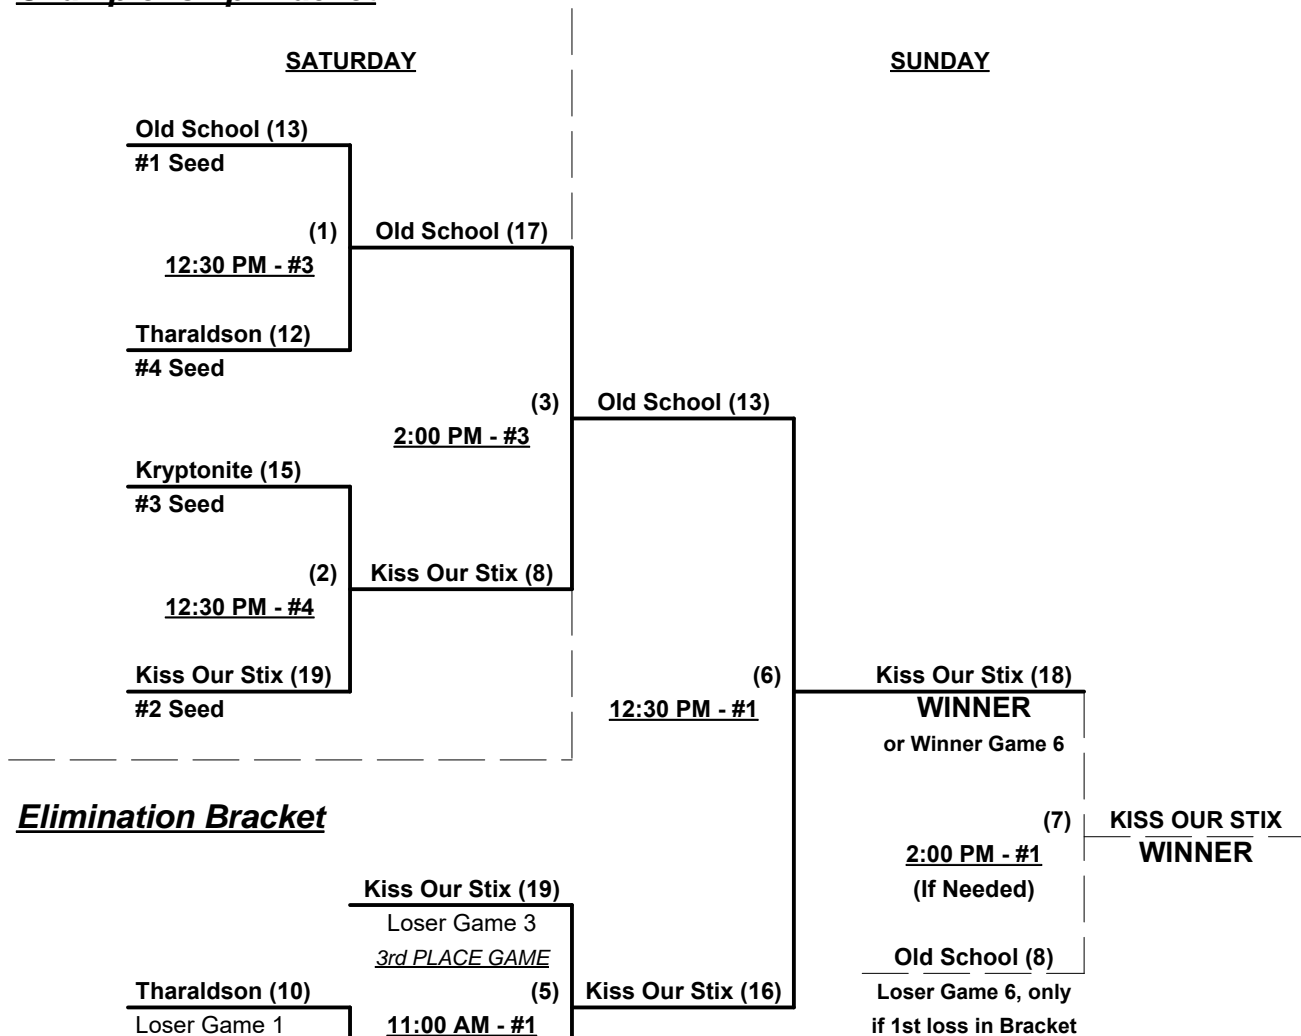 SATURDAY
SUNDAY
Old School (13)
#1 Seed
(1)
Old School (17)
12:30 PM - #3
Tharaldson (12)
#4 Seed
(3)
Old School (13)
2:00 PM - #3
Kryptonite (15)
#3 Seed
(2)
Kiss Our Stix (8)
12:30 PM - #4
Kiss Our Stix (19)
#2 Seed
(6)
Kiss Our Stix (18)
12:30 PM - #1
WINNER
or Winner Game 6
Elimination Bracket
(7)
KISS OUR STIX
2:00 PM - #1
WINNER
(If Needed)
Kiss Our Stix (19)
Loser Game 3
3rd PLACE GAME
Old School (8)
Tharaldson (10)
(5)
Kiss Our Stix (16)
Loser Game 6, only
Loser Game 1
11:00 AM - #1
if 1st loss in Bracket